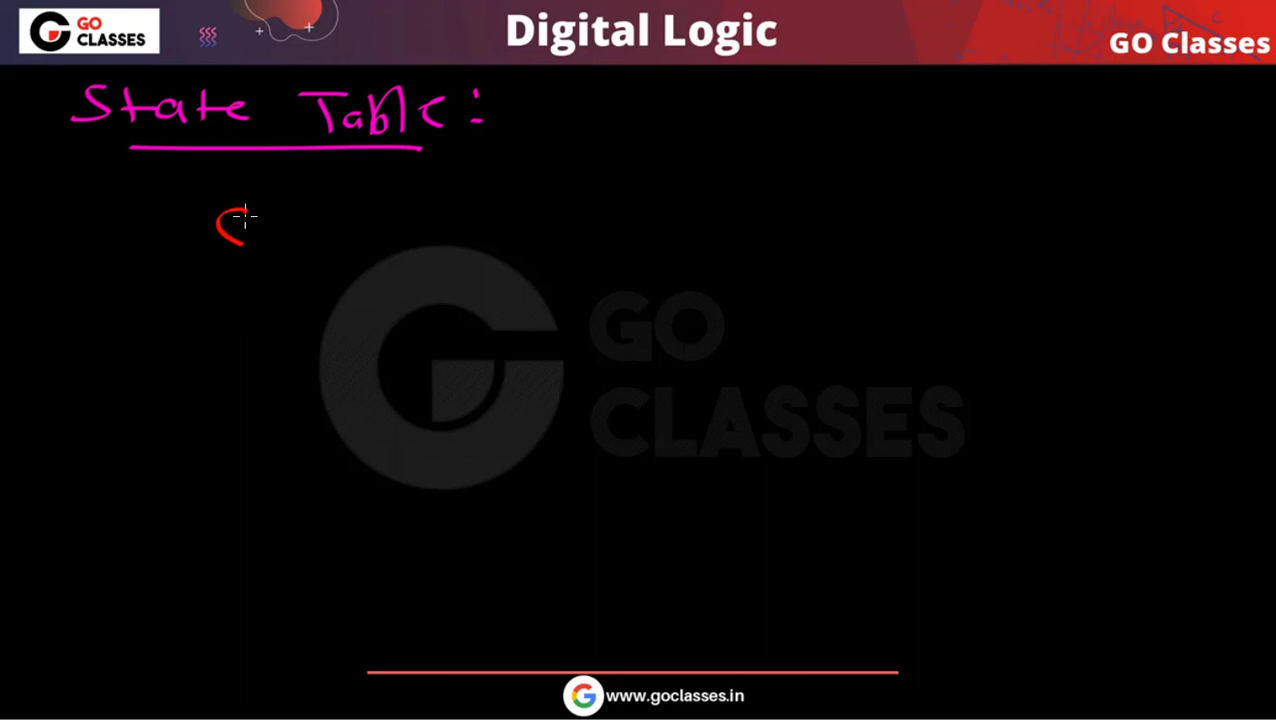 GO
CLASSES
Digital Logic
GO Classes
State Table:
GO
CLASSES
www.goclasses.in